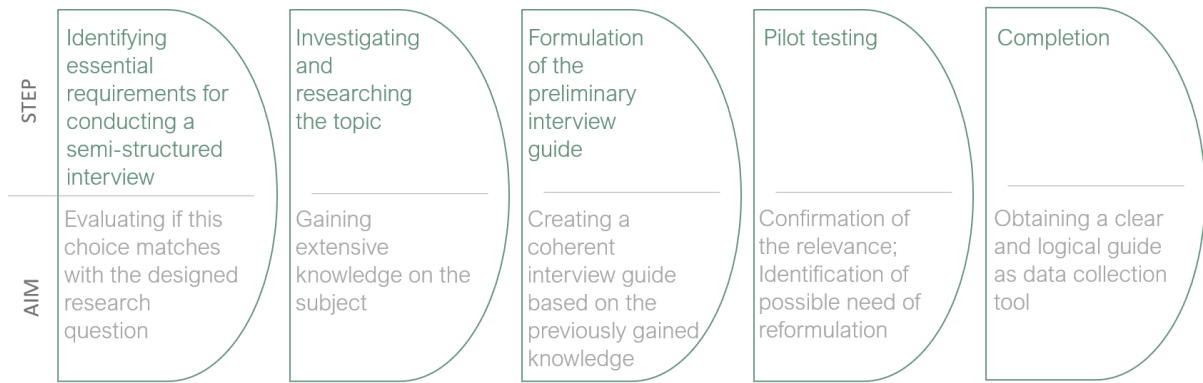 STEP
Identifying
essential
requirements for
conducting a
semi-structured
interview
Investigating
and
researching
the topic
Formulation
of the
preliminary
interview
guide
Pilot testing
Completion
AIM
Evaluating if this
choice matches
with the designed
research
question
Gaining
extensive
knowledge on the
subject
Creating a
coherent
interview guide
based on the
previously gained
knowledge
Confirmation of
the relevance;
Identification of
possible need of
reformulation
Obtaining a clear
and logical guide
as data collection
tool